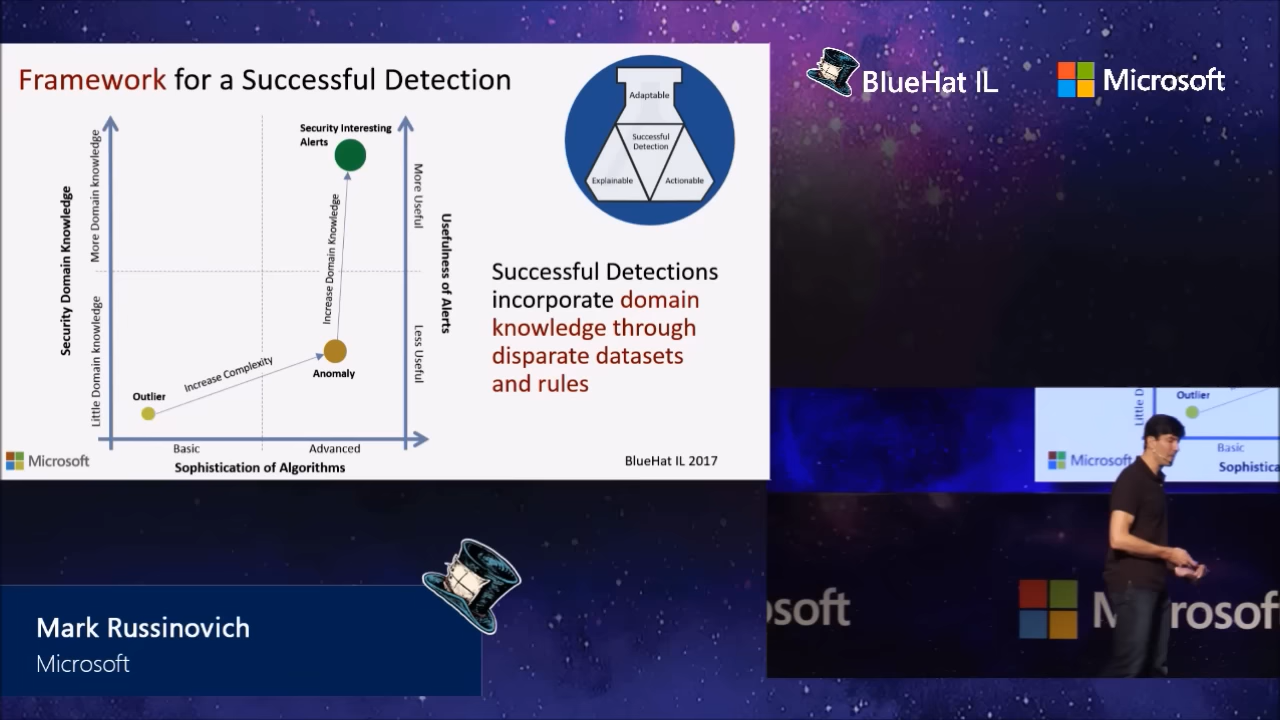 Framework for a Successful Detection
Security Interesting
Alerts
Security Domain Knowledge
More Domain knowledge
Little Domain knowledge
Increase Domain Knowledge
More Useful
Less Useful
Usefulness of Alerts
Increase Complexity
Anomaly
Outlier
Basic
Advanced
Sophistication of Algorithms
Microsoft
Adaptable
Successful
Detection
Explainable
Actionable
Successful Detections
incorporate domain
knowledge through
disparate datasets
and rules
BlueHat IL 2017
BlueHat IL
Microsoft
Little D
Outlier
Basic
Sophistica
Microsoft
osoft
M rosof
Mark Russinovich
Microsoft